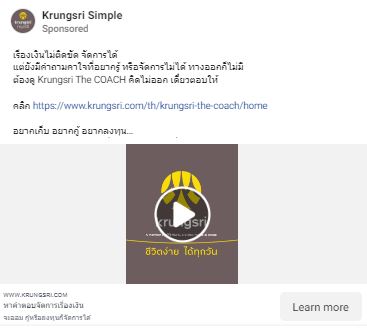 Krungsri Simple
Sponsored
เรื่องเงินไม่ติดขัด จัดการได้
แต่ยังมีคำถามคาใจที่อยากรู้ หรือจัดการไม่ได้ ทางออกก็ไม่มี
ต้องดู Krungsri The COACH คิดไม่ออก เดี๋ยวตอบให้
คลิก https://www.krungsri.com/th/krungsri-the-coach/home
อยากเก็บ อยากกู้ อยากลงทุน...
krungsri
ชีวิตง่าย ได้ทุกวัน
WWW.KRUNGSRI.COM
หาคำตอบจัดการเรื่องเงิน
จะออม กู้หรือลงทุนก็จัดการได้
Learn more